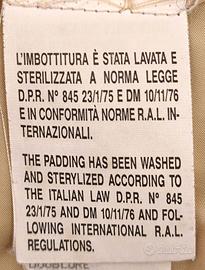 L'IMBOTTITURA È STATA LAVATA E
STERILIZZATA A NORMA LEGGE
D.P.R. N° 845 23/1/75 E DM 10/11/76
E IN CONFORMITÀ NORME R.A.L. IN-
TERNAZIONALI.
THE PADDING HAS BEEN WASHED
AND STERYLIZED ACCORDING TO
THE ITALIAN LAW D.P.R. N° 845
23/1/75 AND DM 10/11/76 AND FOL-
LOWING INTERNATIONAL R.A.L.
REGULATIONS.
DOUBLURE